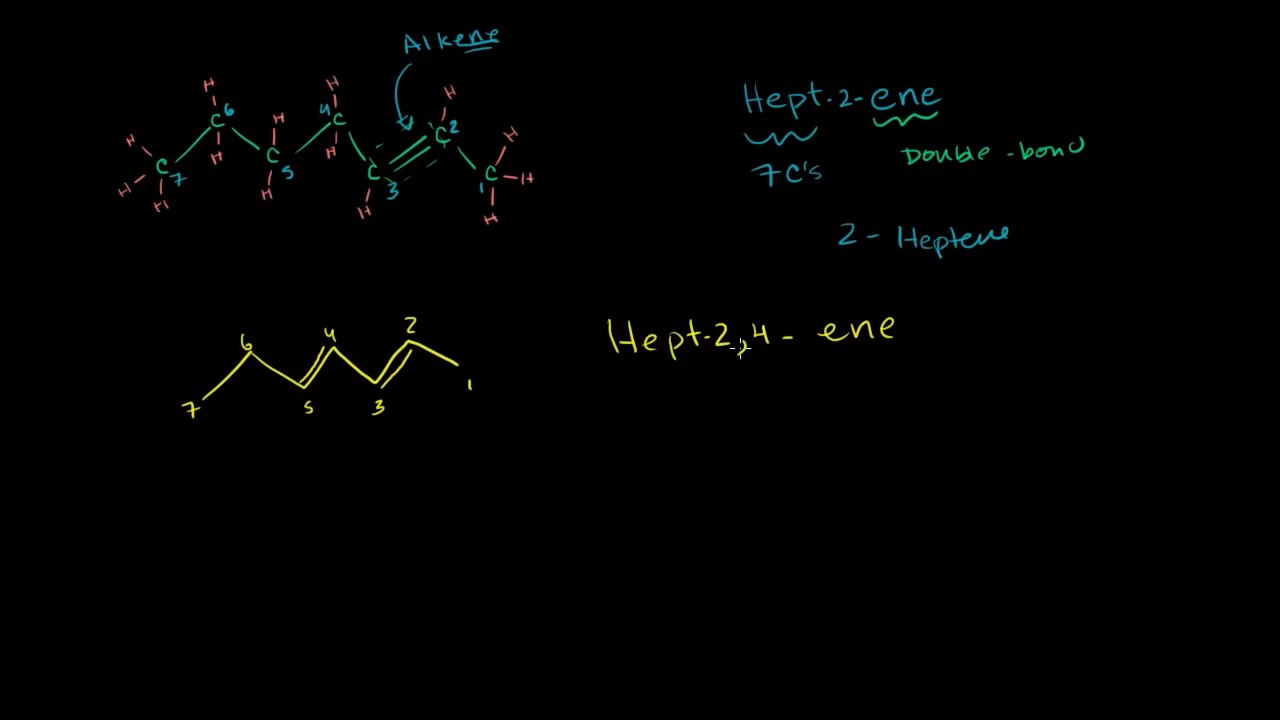 Alkene
H H H
6 4 2
H C H C H C H
H C 7 H C 5 H C 3 C 1 H
H H H H
Hept-2-ene
7 C's
Double-bond
2-Heptene
7 6 5 4 3 2 1
Hept-2,4-ene